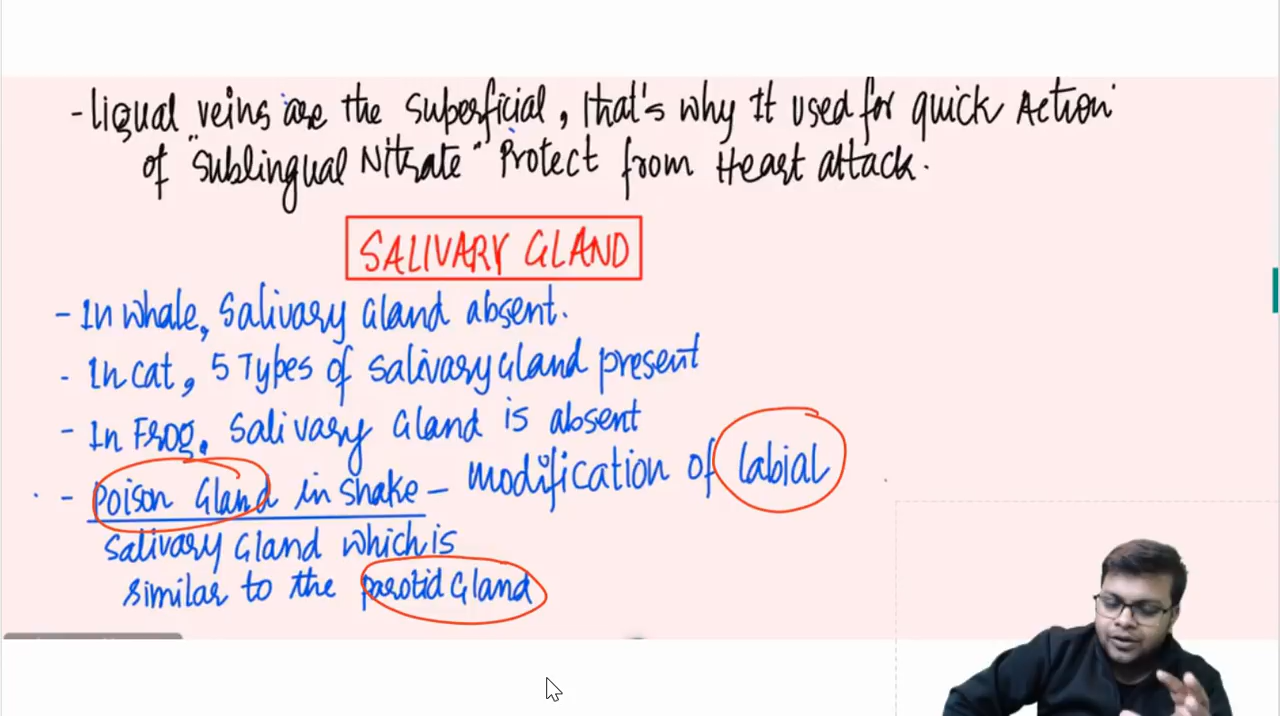 - Ligual veins are the superficial, that's why It used for quick Action
of "Sublingual Nitrate" Protect from Heart attack.
SALIVARY GLAND
- In whale, Salivary Gland absent.
- In cat, 5 Types of Salivary Gland present
- In Frog, Salivary Gland is absent
- Poison Gland in Snake - modification of labial
Salivary Gland which is
similar to the parotid Gland